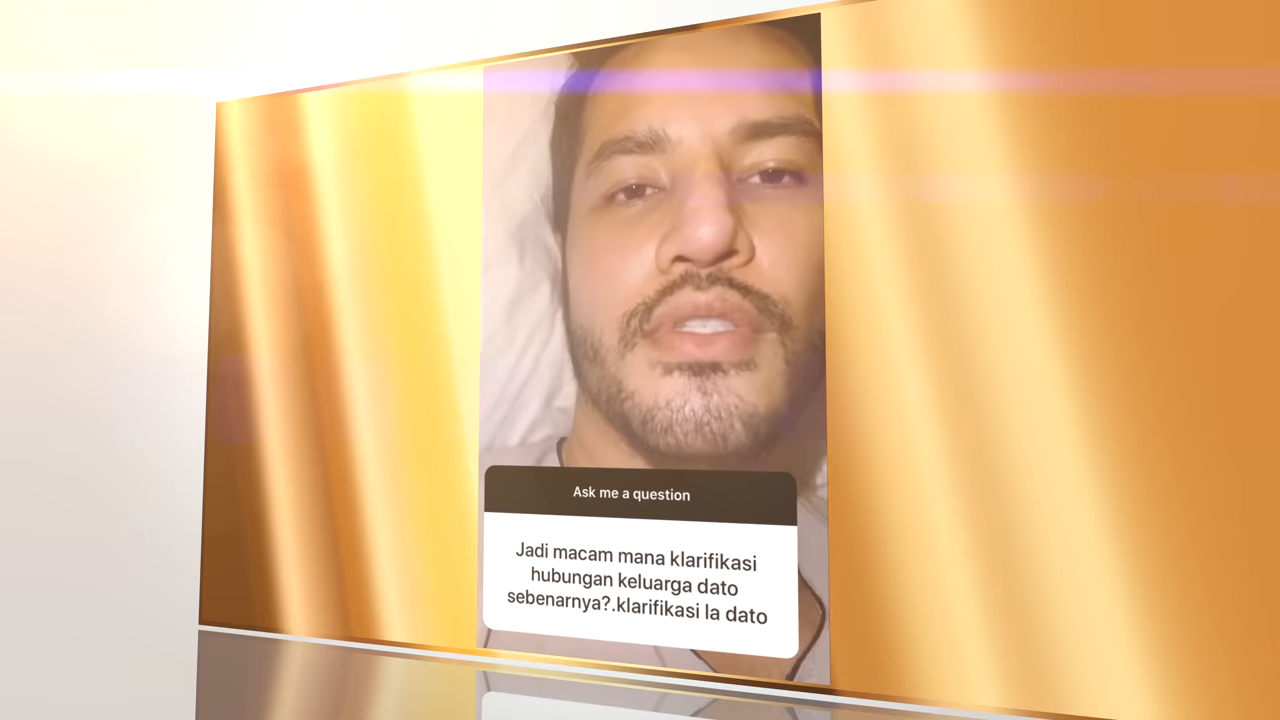 Ask me a question
Jadi macam mana klarifikasi
hubungan keluarga dato
sebenarnya?.klarifikasi la dato